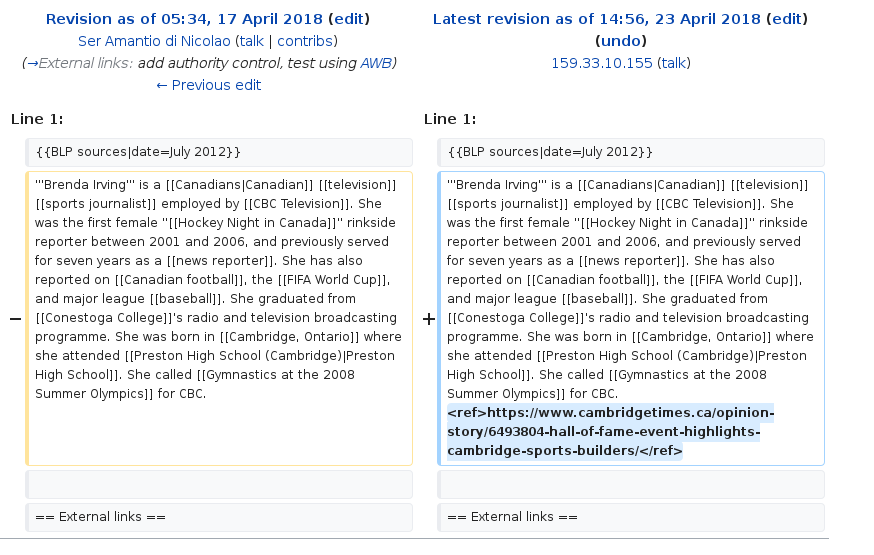 Revision as of 05:34, 17 April 2018 (edit)
Ser Amantio di Nicolao (talk | contribs)
(→External links: add authority control, test using AWB)
← Previous edit
Latest revision as of 14:56, 23 April 2018 (edit)
(undo)
159.33.10.155 (talk)
Line 1:
Line 1:
{{BLP sources|date=July 2012}}
{{BLP sources|date=July 2012}}
−
'''Brenda Irving''' is a [[Canadians|Canadian]] [[television]]
[[sports journalist]] employed by [[CBC Television]]. She
was the first female ''[[Hockey Night in Canada]]'' rinkside
reporter between 2001 and 2006, and previously served
for seven years as a [[news reporter]]. She has also
reported on [[Canadian football]], the [[FIFA World Cup]],
and major league [[baseball]]. She graduated from
[[Conestoga College]]'s radio and television broadcasting
programme. She was born in [[Cambridge, Ontario]] where
she attended [[Preston High School (Cambridge)|Preston
High School]]. She called [[Gymnastics at the 2008
Summer Olympics]] for CBC.
+
'''Brenda Irving''' is a [[Canadians|Canadian]] [[television]]
[[sports journalist]] employed by [[CBC Television]]. She
was the first female ''[[Hockey Night in Canada]]'' rinkside
reporter between 2001 and 2006, and previously served
for seven years as a [[news reporter]]. She has also
reported on [[Canadian football]], the [[FIFA World Cup]],
and major league [[baseball]]. She graduated from
[[Conestoga College]]'s radio and television broadcasting
programme. She was born in [[Cambridge, Ontario]] where
she attended [[Preston High School (Cambridge)|Preston
High School]]. She called [[Gymnastics at the 2008
Summer Olympics]] for CBC.
<ref>https://www.cambridgetimes.ca/opinion-
story/6493804-hall-of-fame-event-highlights-
cambridge-sports-builders/</ref>
== External links ==
== External links ==